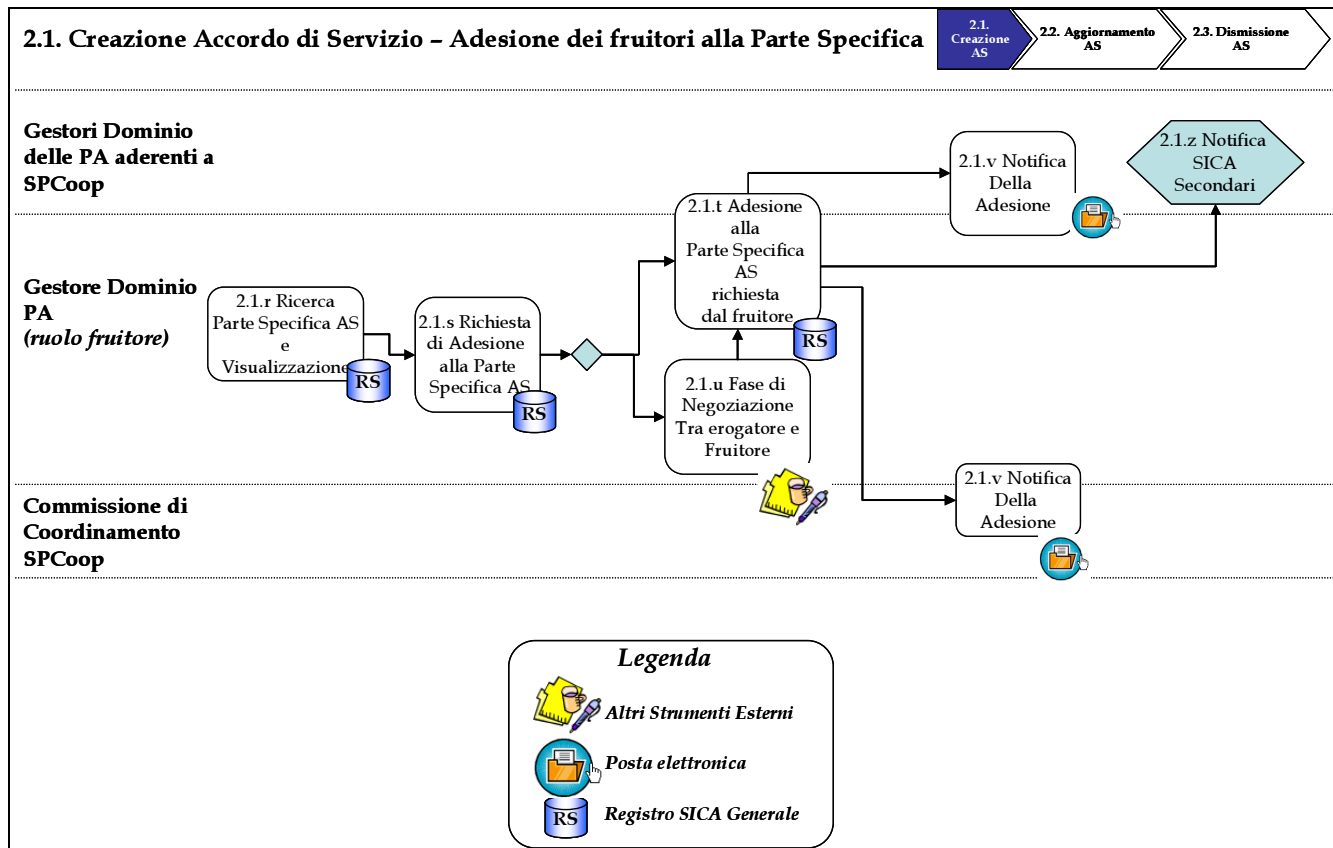 2.1. Creazione Accordo di Servizio – Adesione dei fruitori alla Parte Specifica
2.1.
Creazione
AS
2.2. Aggiornamento
AS
2.3. Dismissione
AS
Gestori Dominio
delle PA aderenti a
SPCoop
2.1.v Notifica
Della
Adesione
2.1.z Notifica
SICA
Secondari
Gestore Dominio
PA
(ruolo fruitore)
2.1.r Ricerca
Parte Specifica AS
e
Visualizzazione
RS
2.1.s Richiesta
di Adesione
alla Parte
Specifica AS
RS
2.1.t Adesione
alla
Parte Specifica
AS
richiesta
dal fruitore
RS
2.1.u Fase di
Negoziazione
Tra erogatore e
Fruitore
Commissione di
Coordinamento
SPCoop
2.1.v Notifica
Della
Adesione
Legenda
Altri Strumenti Esterni
Posta elettronica
RS
Registro SICA Generale